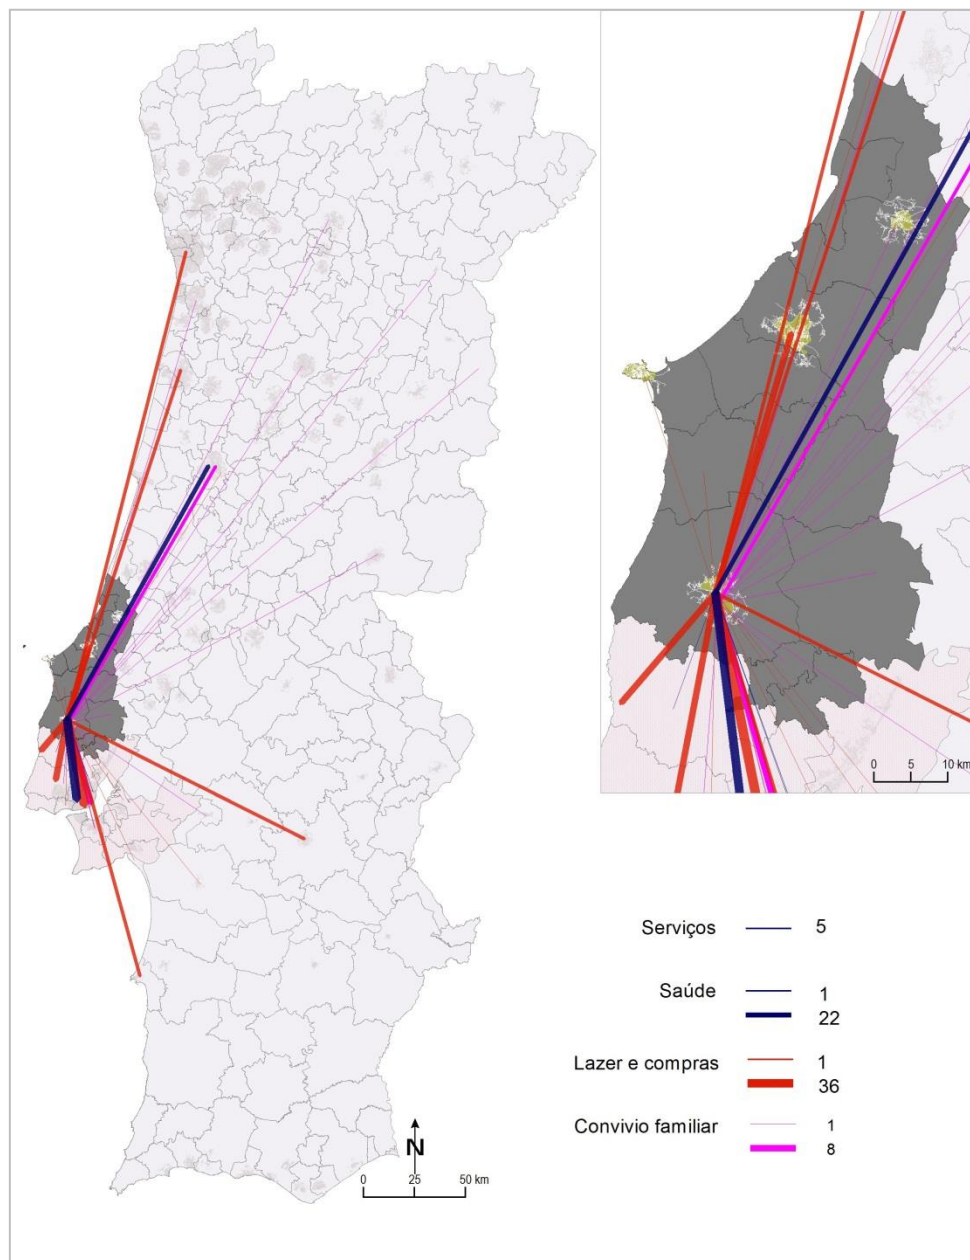 0 5 10 km
Serviços 5
Saúde 1
22
Lazer e compras 1
36
Convivio familiar 1
8
N
0 25 50 km